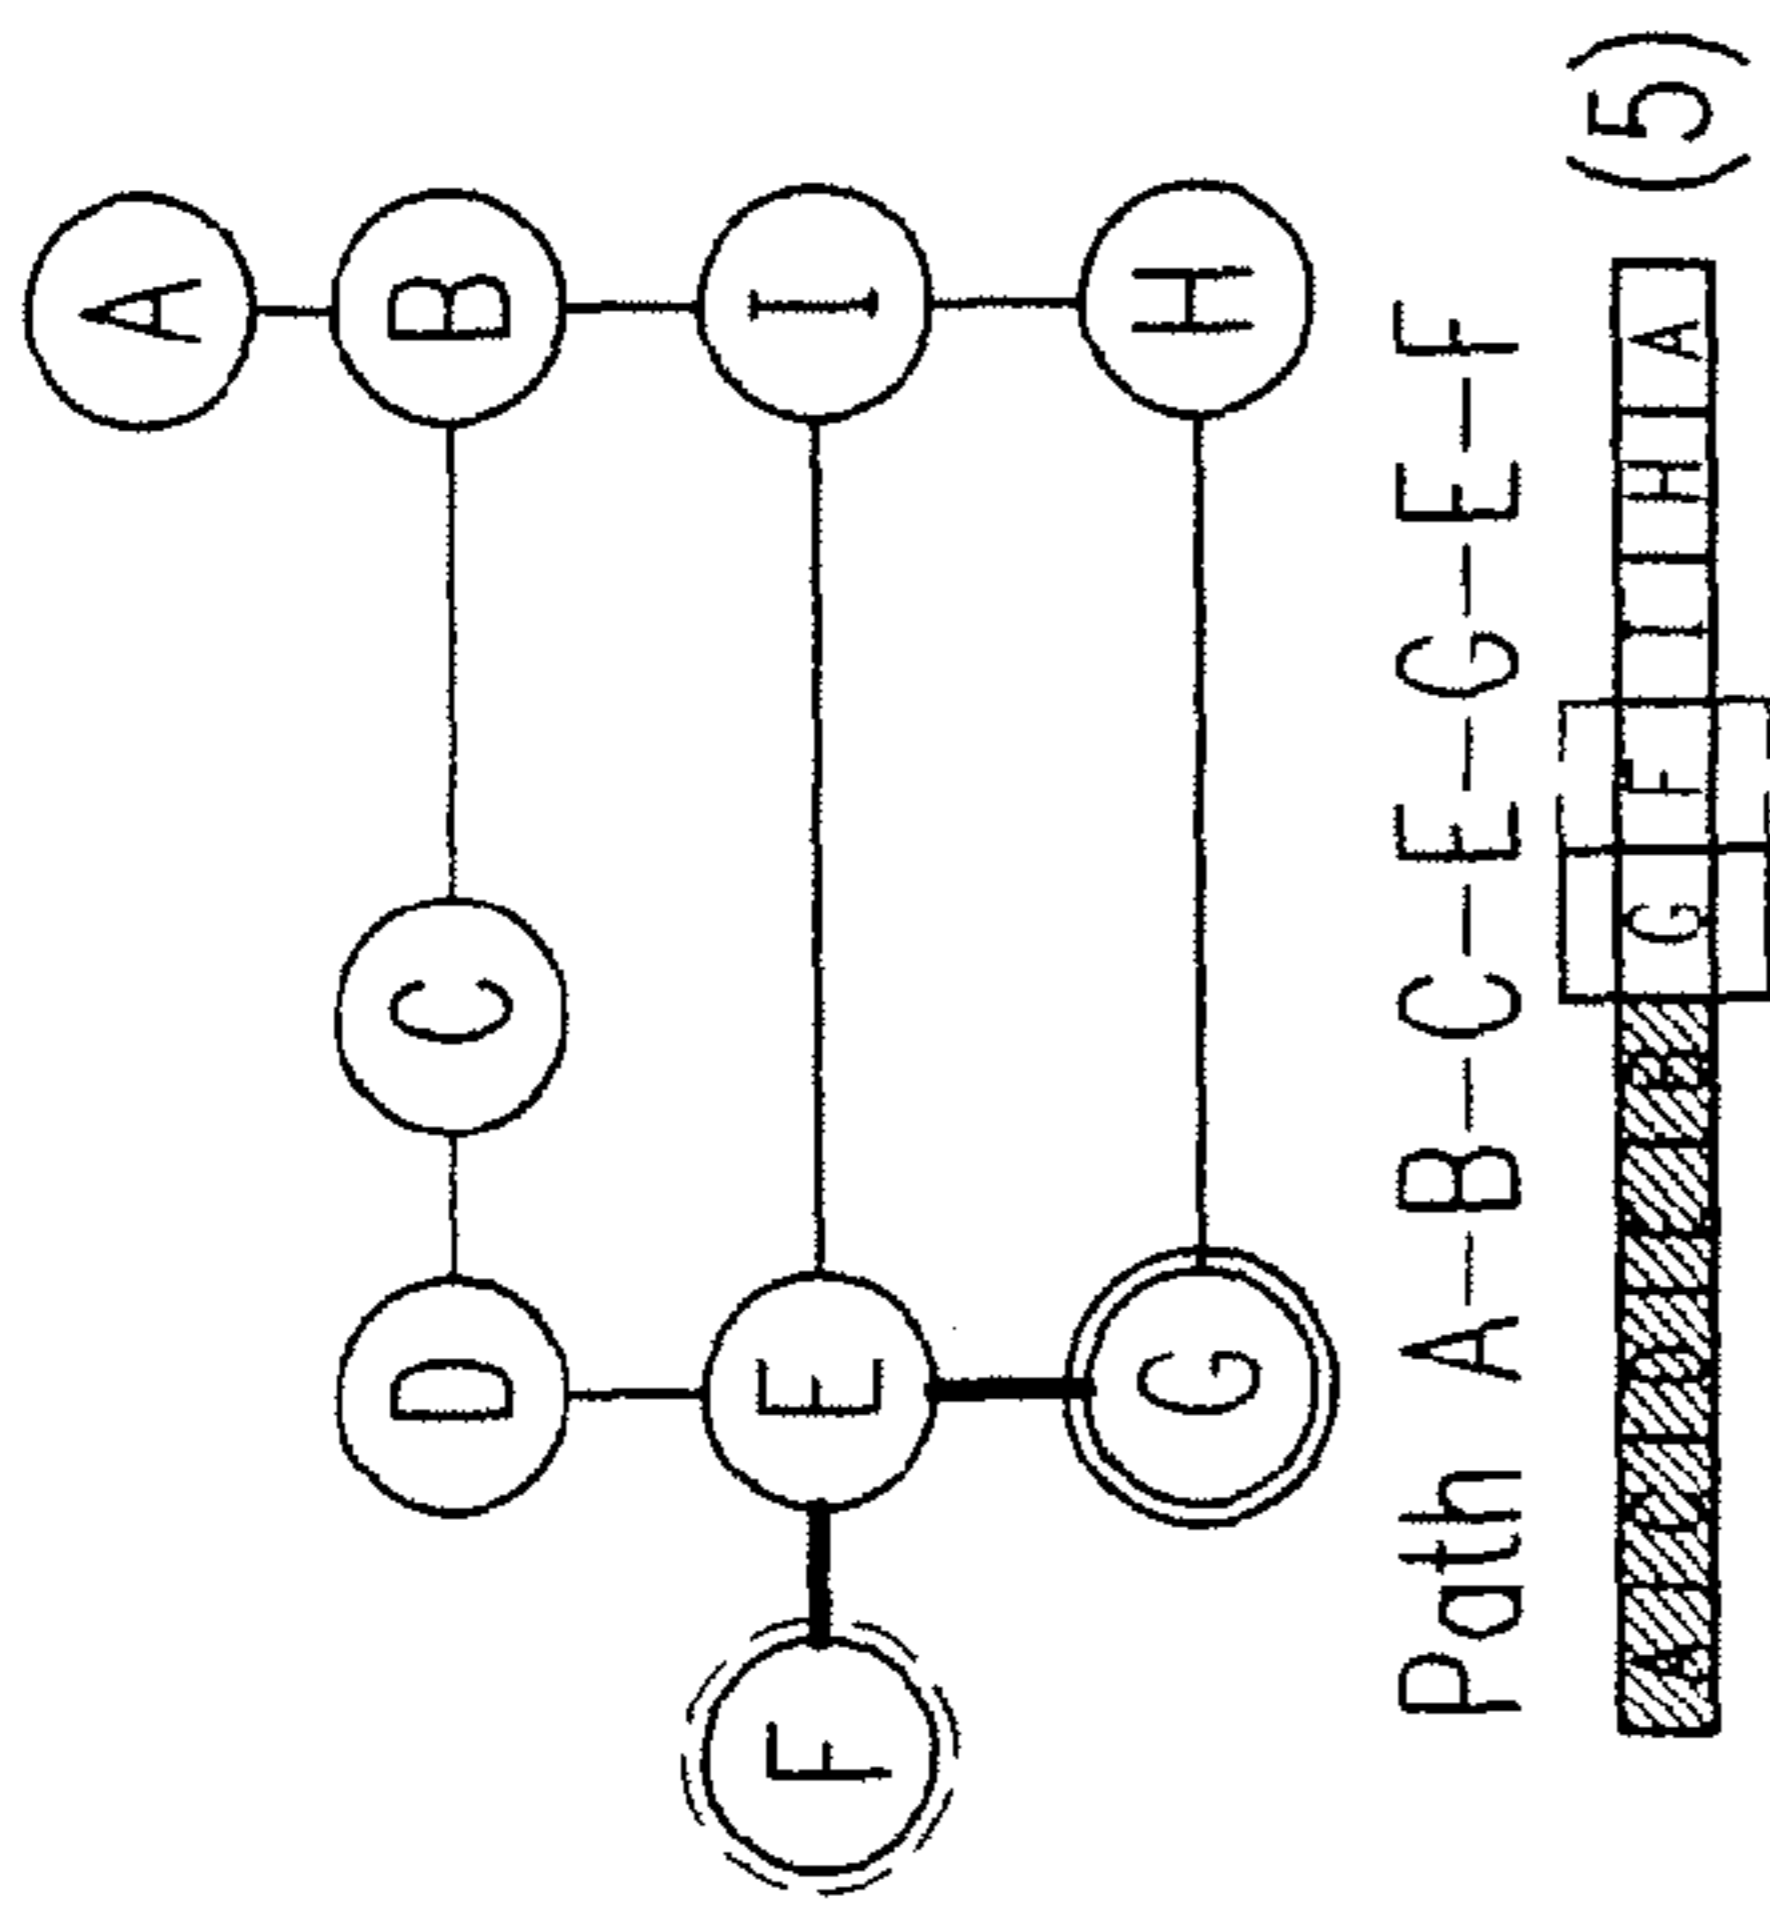 A
D C B
F E I
G H
Path A-B-C-E-G-E-F
A G F I H A (5)